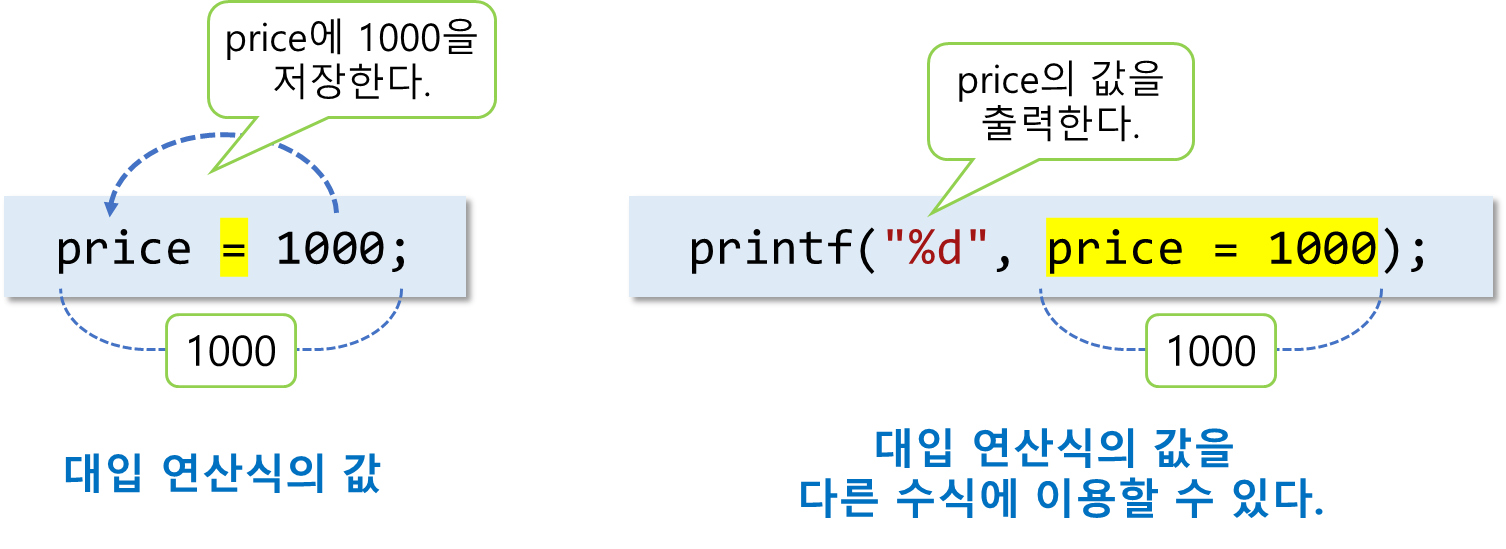 price에 1000을
저장한다.
price = 1000;
1000
대입 연산식의 값
price의 값을
출력한다.
printf("%d", price = 1000);
1000
대입 연산식의 값을
다른 수식에 이용할 수 있다.